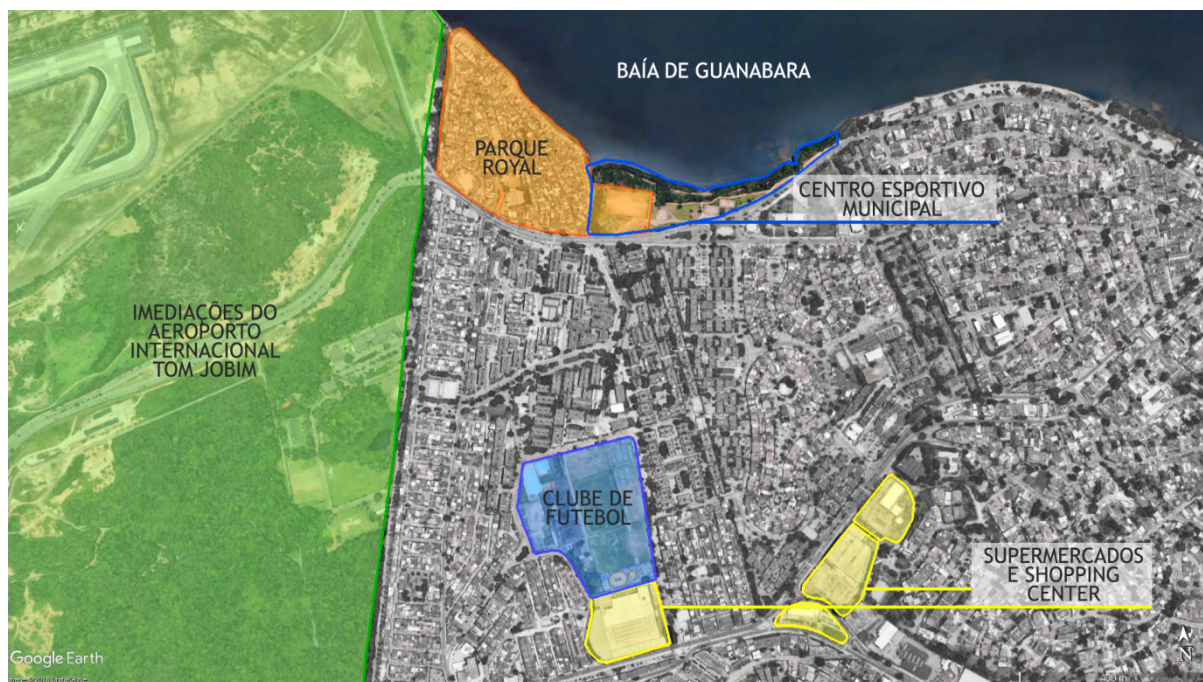 BAÍA DE GUANABARA
PARQUE
ROYAL
CENTRO ESPORTIVO
MUNICIPAL
IMEDIAÇÕES DO
AEROPORTO
INTERNACIONAL
TOM JOBIM
CLUBE DE
FUTEBOL
SUPERMERCADOS
E SHOPPING
CENTER
Google Earth
N